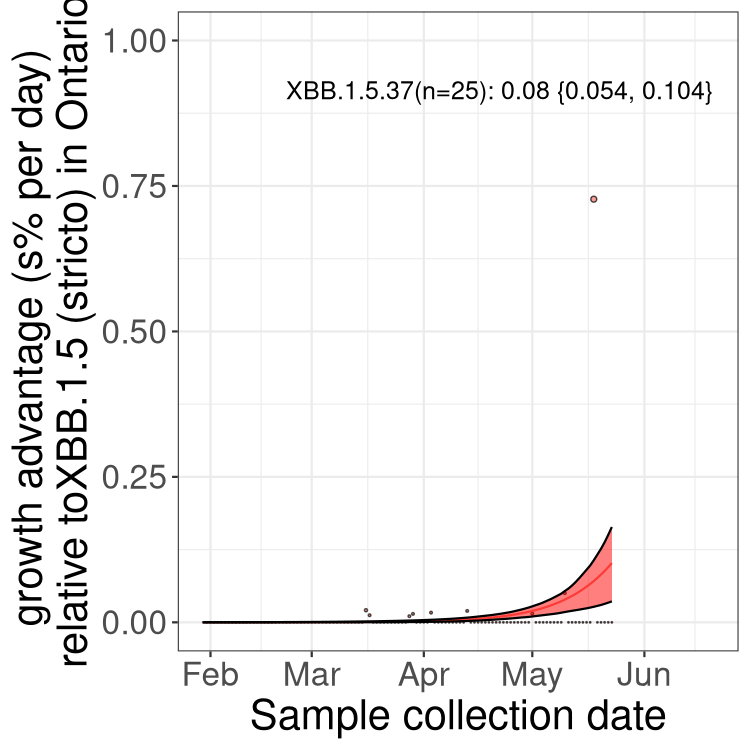 growth advantage (s% per day)
relative toXBB.1.5 (stricto) in Ontario
1.00
0.75
0.50
0.25
0.00
XBB.1.5.37(n=25): 0.08 {0.054, 0.104}
Feb Mar Apr May Jun
Sample collection date